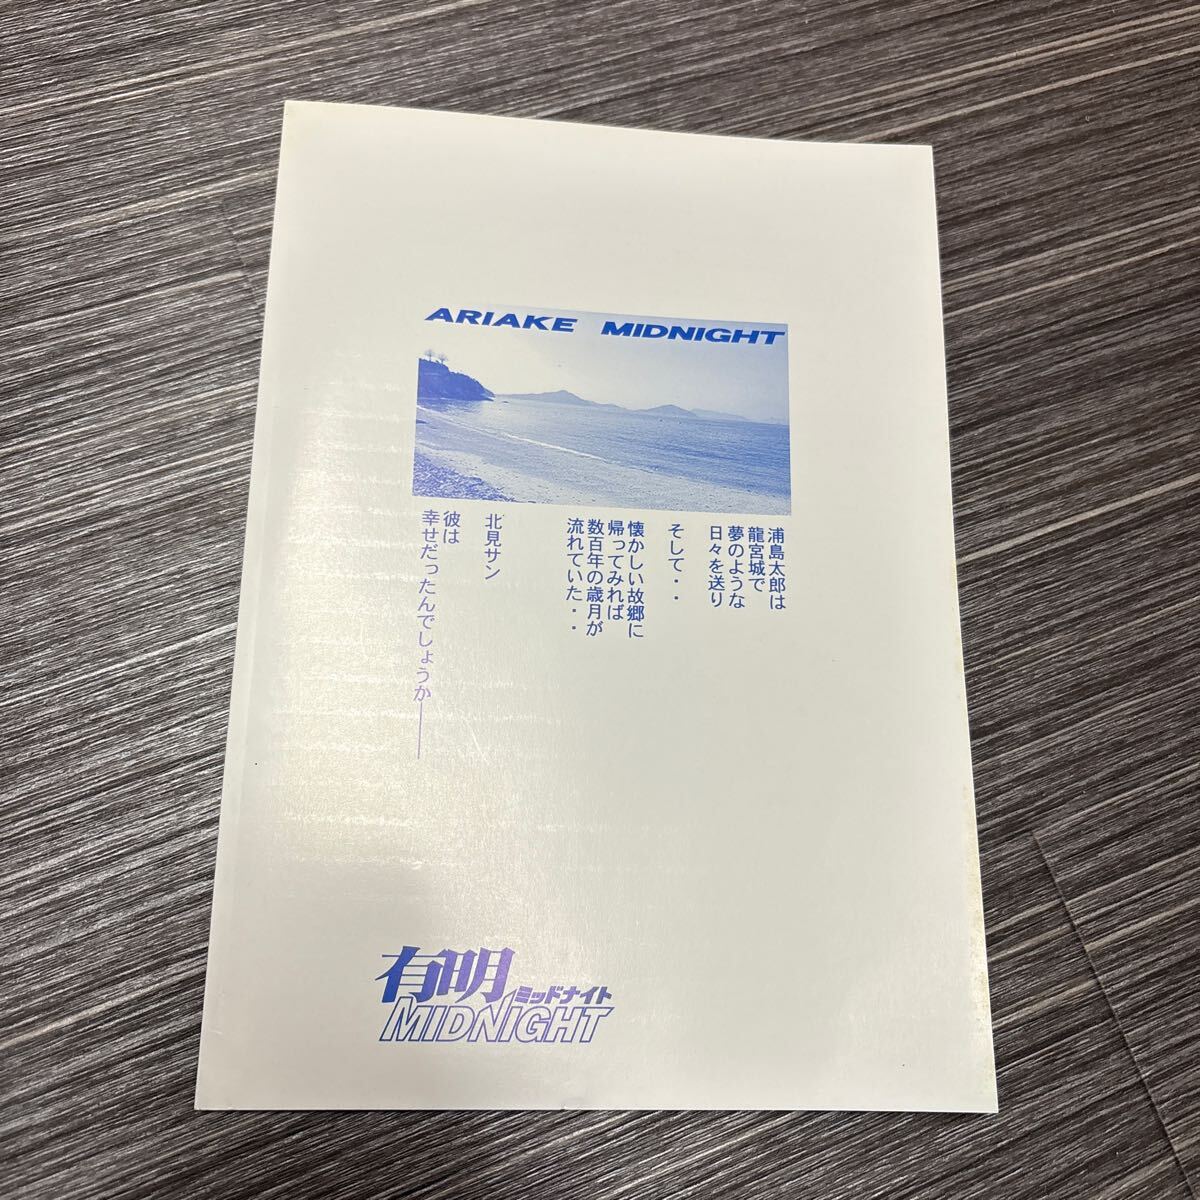 ARIAKE MIDNIGHT
浦島太郎は
龍宮城で
夢のような
日々を送り
そして・・
懐かしい故郷に
帰ってみれば
数百年の歳月が
流れていた・・
北見サン
彼は
幸せだったんでしょうか――
有明
ミッドナイト
MIDNIGHT